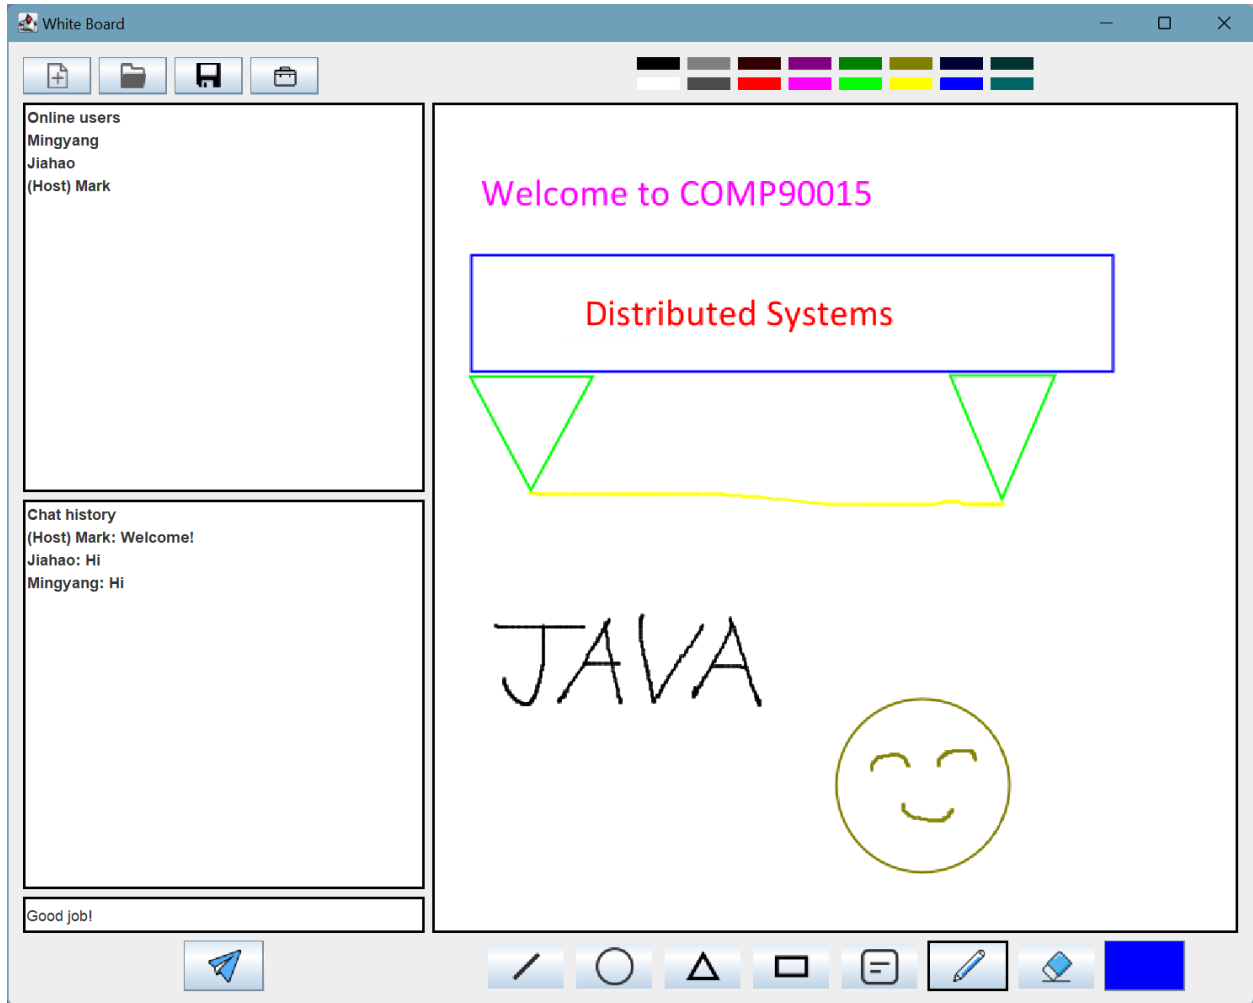 White Board
Online users
Mingyang
Jiahao
(Host) Mark
Chat history
(Host) Mark: Welcome!
Jiahao: Hi
Mingyang: Hi
Good job!
Welcome to COMP90015
Distributed Systems
JAVA